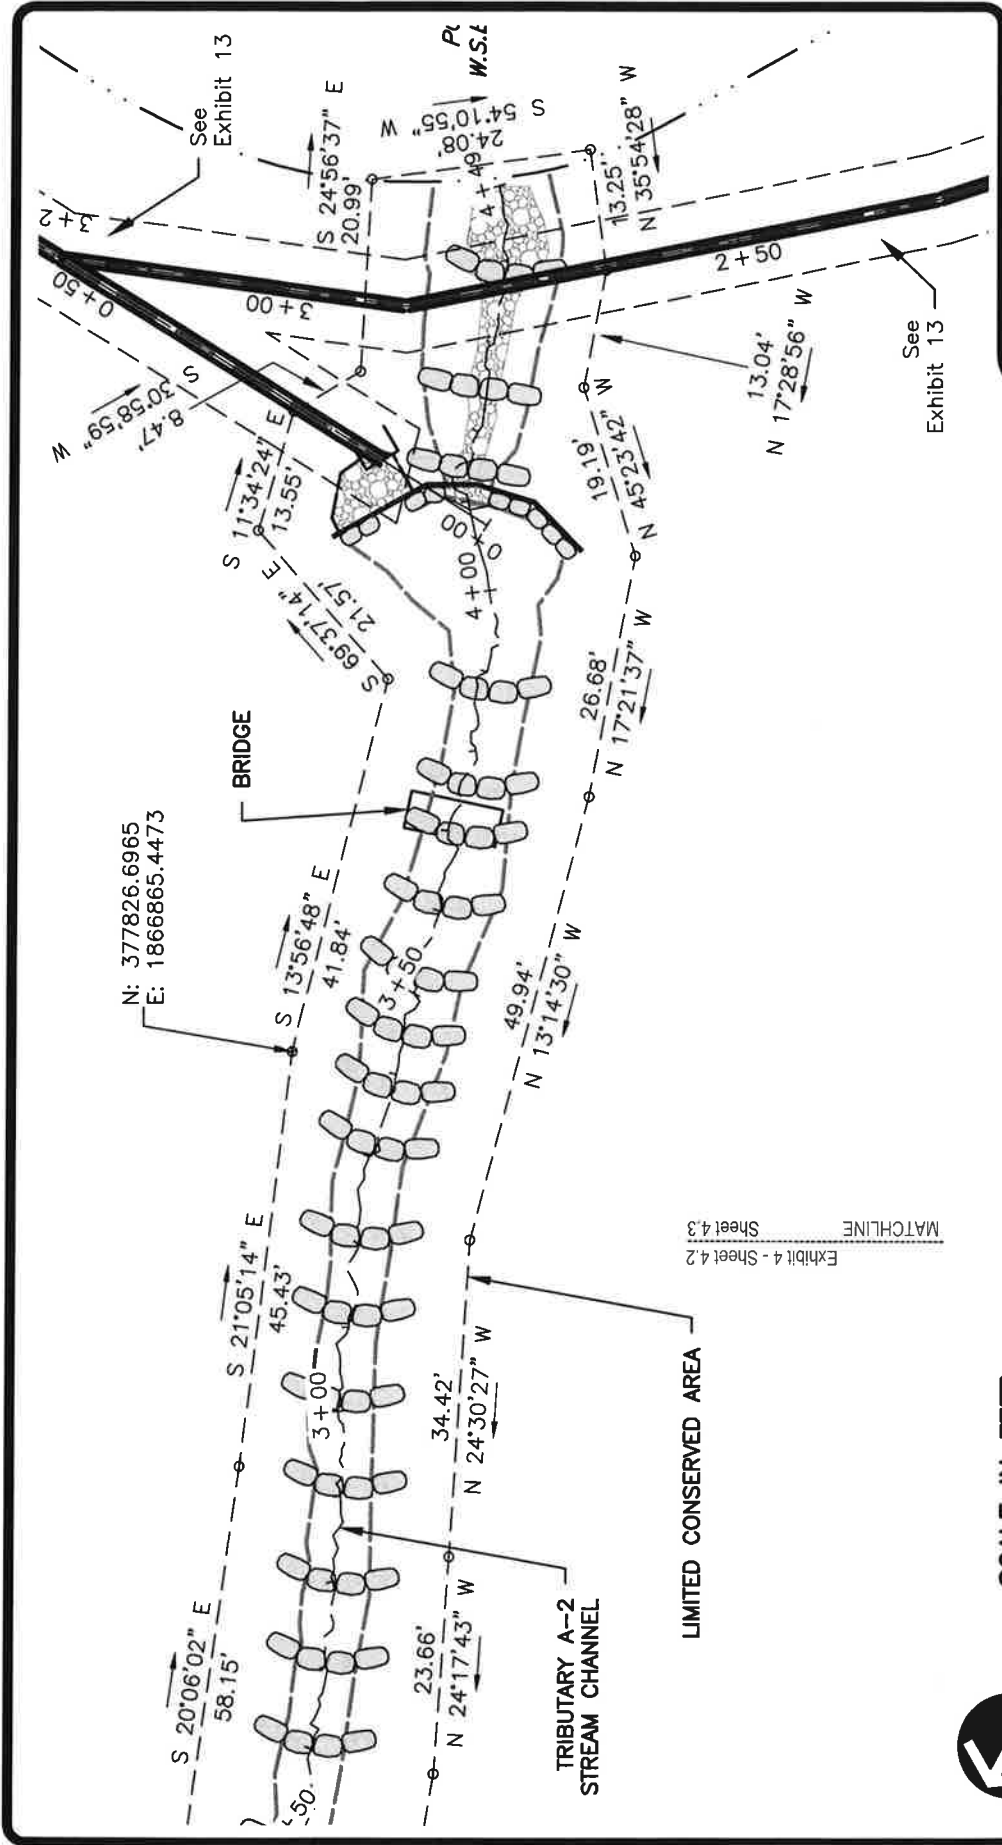 See
Exhibit 13
3+2
0+50
3+00
S 24°56'37" E
20.99'
S 54°10'55" W
24.08'
4+49
W.S.E
S 30°58'59" W
8.47'
S 11°34'24" E
13.55'
S 69°37'14" E
21.57'
13.25'
N 35°54'28" W
2+50
13.04'
N 17°28'56" W
See
Exhibit 13
19.19'
N 45°23'42" W
0+00
4+00
26.68'
N 17°21'37" W
BRIDGE
N: 377826.6965
E: 1866865.4473
S 13°56'48" E
41.84'
3+50
49.94'
N 13°14'30" W
S 21°05'14" E
45.43'
3+00
34.42'
N 24°30'27" W
LIMITED CONSERVED AREA
Exhibit 4 - Sheet 4.2
MATCHLINE Sheet 4.3
S 20°06'02" E
58.15'
23.66'
N 24°17'43" W
TRIBUTARY A-2
STREAM CHANNEL
50